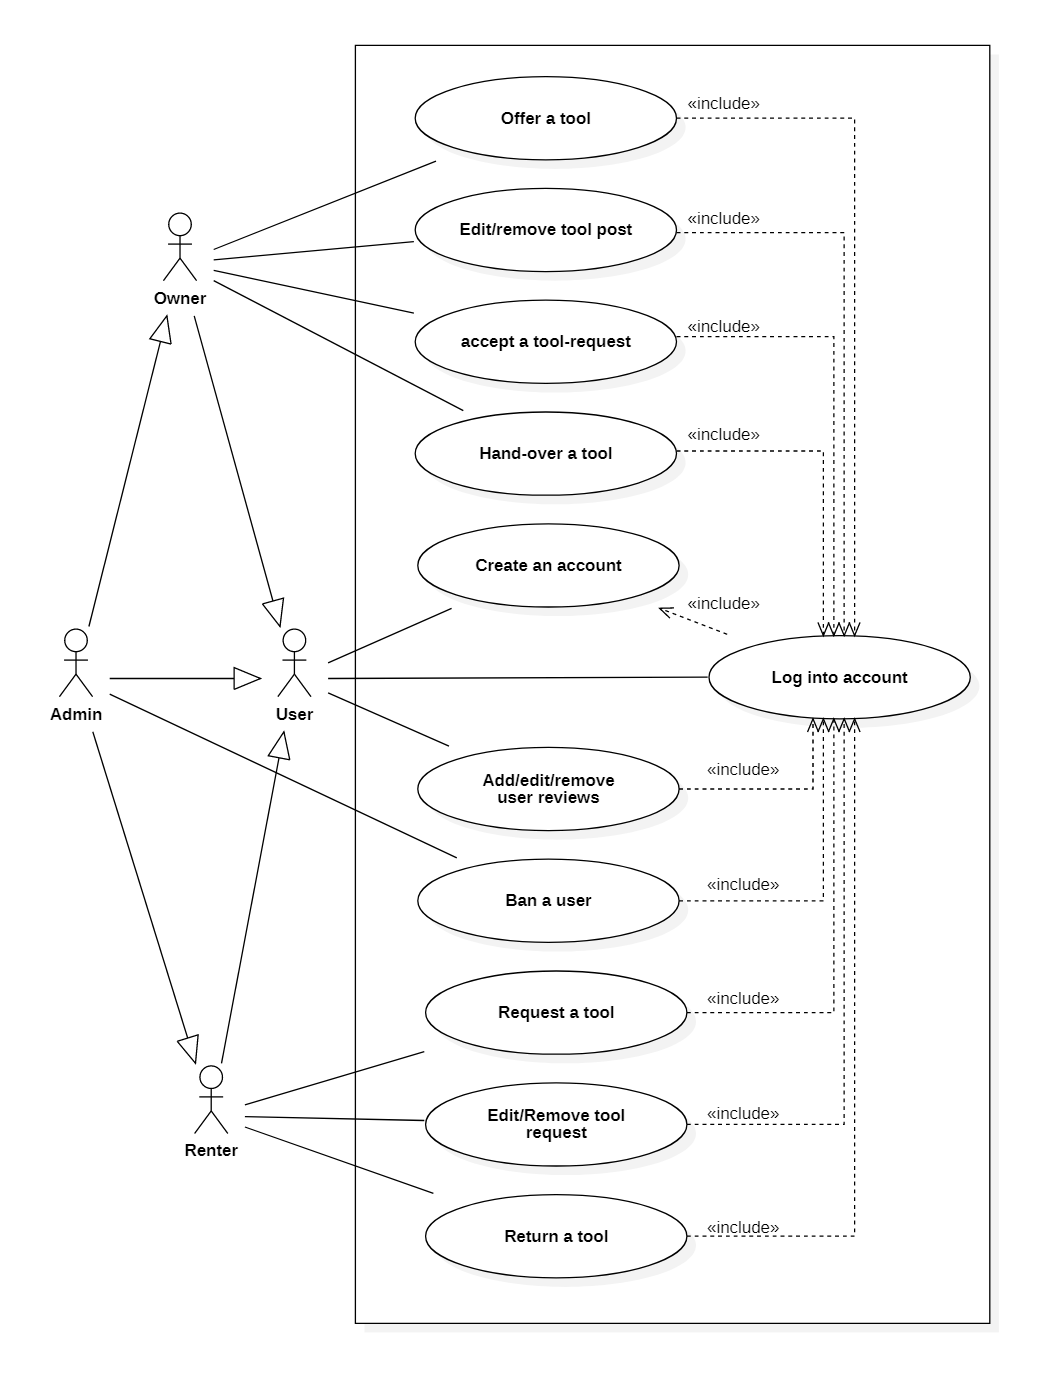 Offer a tool
«include»
Edit/remove tool post
«include»
Owner
accept a tool-request
«include»
Hand-over a tool
«include»
Create an account
«include»
Admin
User
Log into account
Add/edit/remove
user reviews
«include»
Ban a user
«include»
Request a tool
«include»
Renter
Edit/Remove tool
request
«include»
Return a tool
«include»